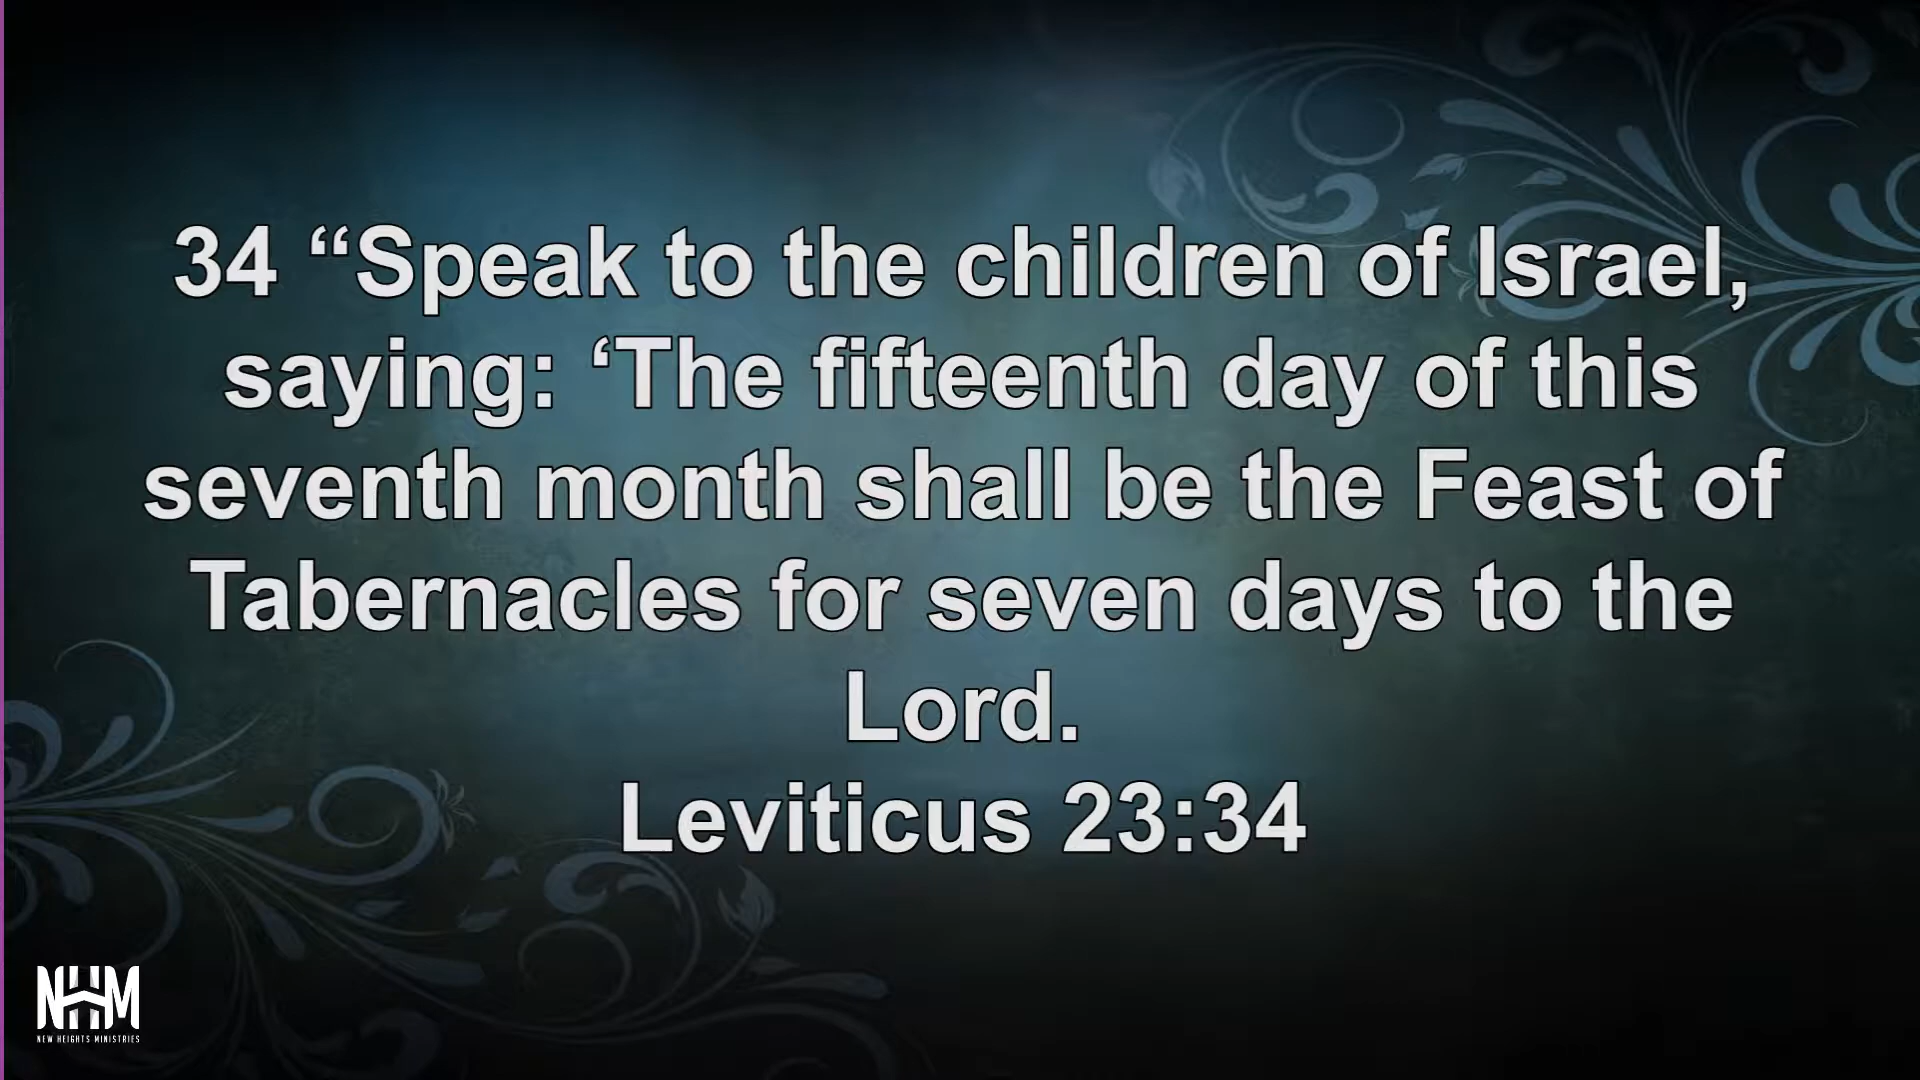 34 “Speak to the children of Israel,
saying: ‘The fifteenth day of this
seventh month shall be the Feast of
Tabernacles for seven days to the
Lord.
Leviticus 23:34
NHM
NEW HEIGHTS MINISTRIES